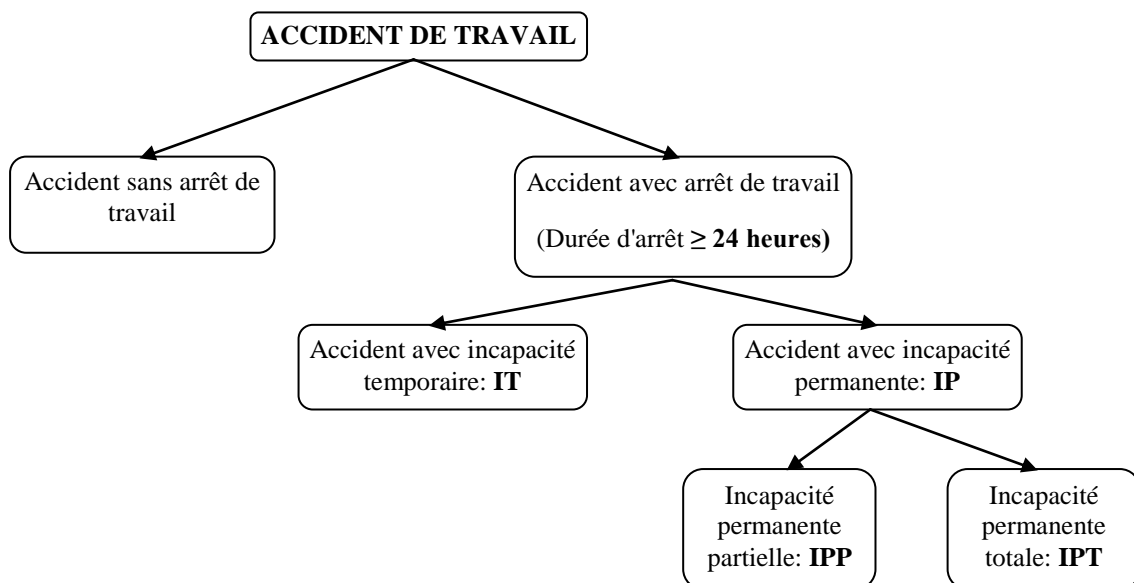 ACCIDENT DE TRAVAIL
Accident sans arrêt de
travail
Accident avec arrêt de travail
(Durée d'arrêt ≥ 24 heures)
Accident avec incapacité
temporaire: IT
Accident avec incapacité
permanente: IP
Incapacité
permanente
partielle: IPP
Incapacité
permanente
totale: IPT